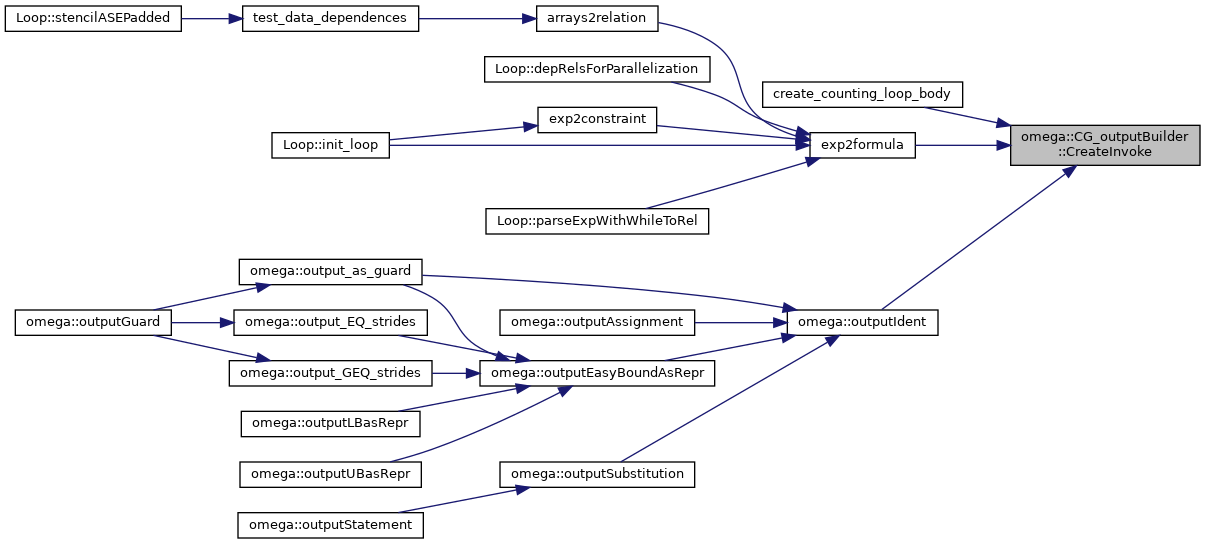 Loop::stencilASEPadded
test_data_dependences
arrays2relation
Loop::depRelsForParallelization
create_counting_loop_body
exp2constraint
omega::CG_outputBuilder
::CreateInvoke
Loop::init_loop
exp2formula
Loop::parseExpWithWhileToRel
omega::output_as_guard
omega::outputGuard
omega::output_EQ_strides
omega::outputAssignment
omega::outputIdent
omega::output_GEQ_strides
omega::outputEasyBoundAsRepr
omega::outputLBasRepr
omega::outputUBasRepr
omega::outputSubstitution
omega::outputStatement